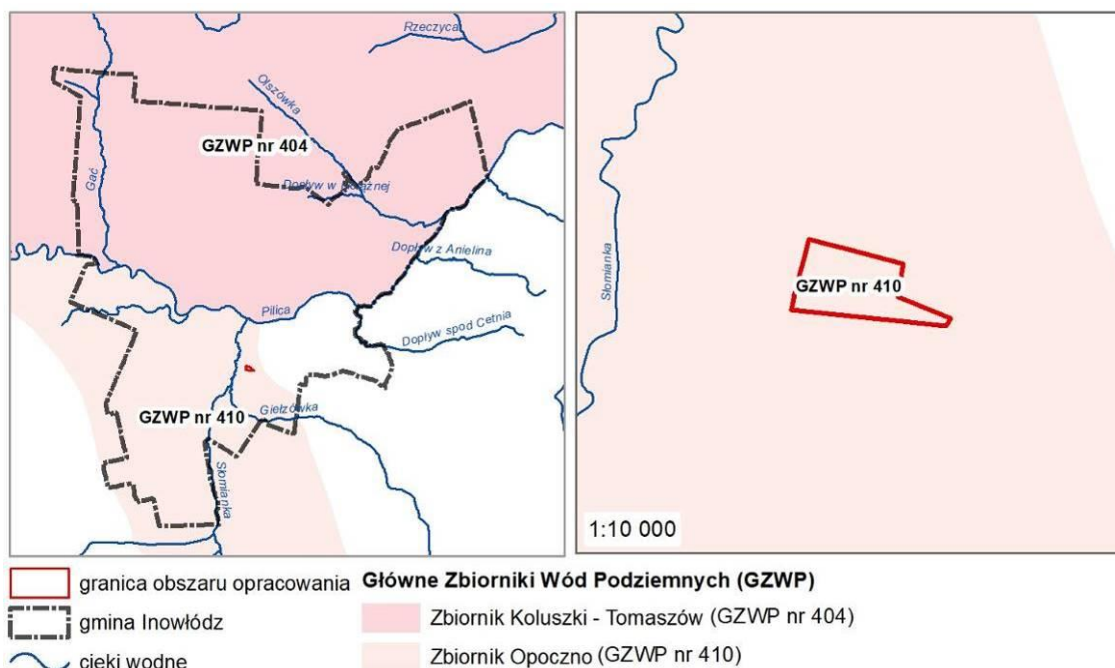 Rzeczyca
Olszówka
GZWP nr 404
Gać
Dopływ w
Dopływ z Anielina
Pilica
Dopływ spod Cetnia
GZWP nr 410
Giełzówka
Słomianka
Słomianka
GZWP nr 410
1:10 000
granica obszaru opracowania
gmina Inowłódz
cieki wodne
Główne Zbiorniki Wód Podziemnych (GZWP)
Zbiornik Koluszki - Tomaszów (GZWP nr 404)
Zbiornik Opoczno (GZWP nr 410)